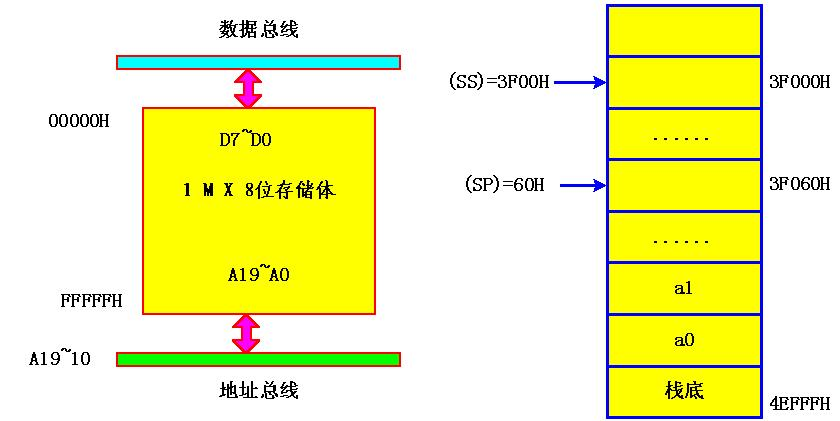 数据总线
00000H
D7~D0
1 M X 8位存储体
A19~A0
FFFFFH
A19~10
地址总线
(SS)=3F00H
3F000H
......
(SP)=60H
3F060H
......
a1
a0
栈底
4EFFFH